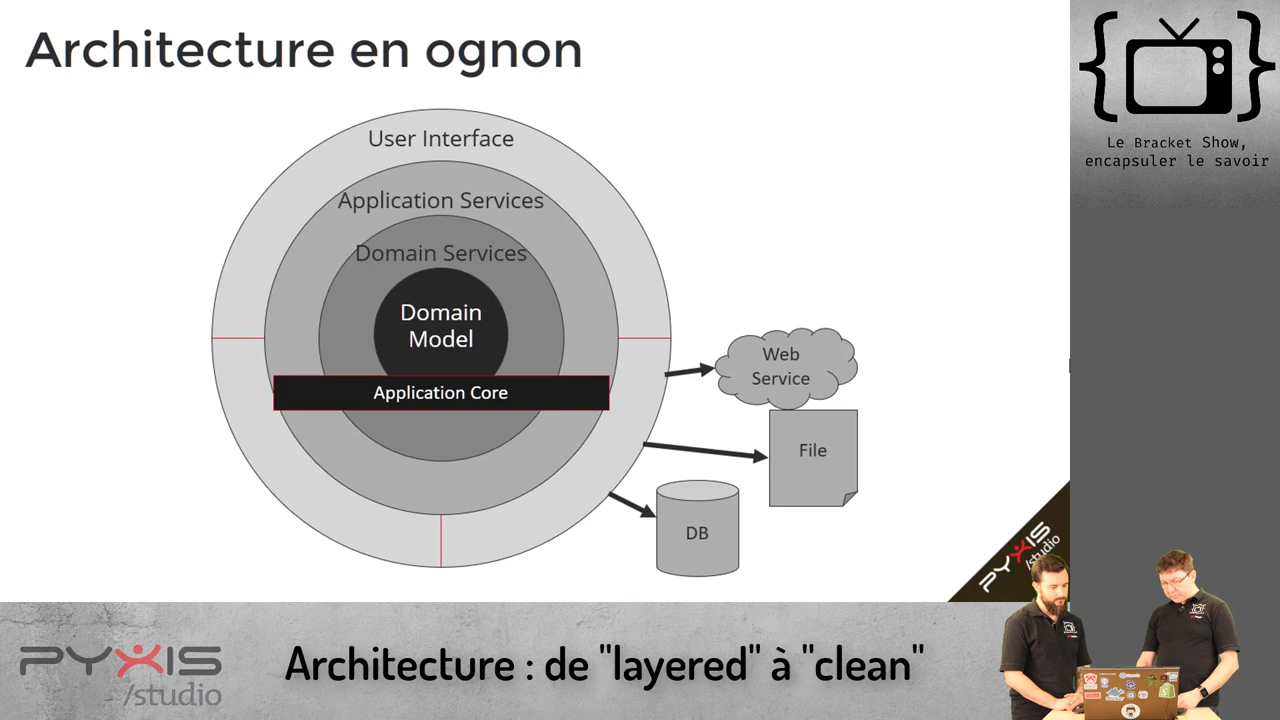 Architecture en ognon
User Interface
Application Services
Domain Services
Domain
Model
Application Core
Web
Service
File
DB
Le Bracket Show,
encapsuler le savoir
PYXIS
/studio
PYXIS
/studio
Architecture : de "layered" à "clean"